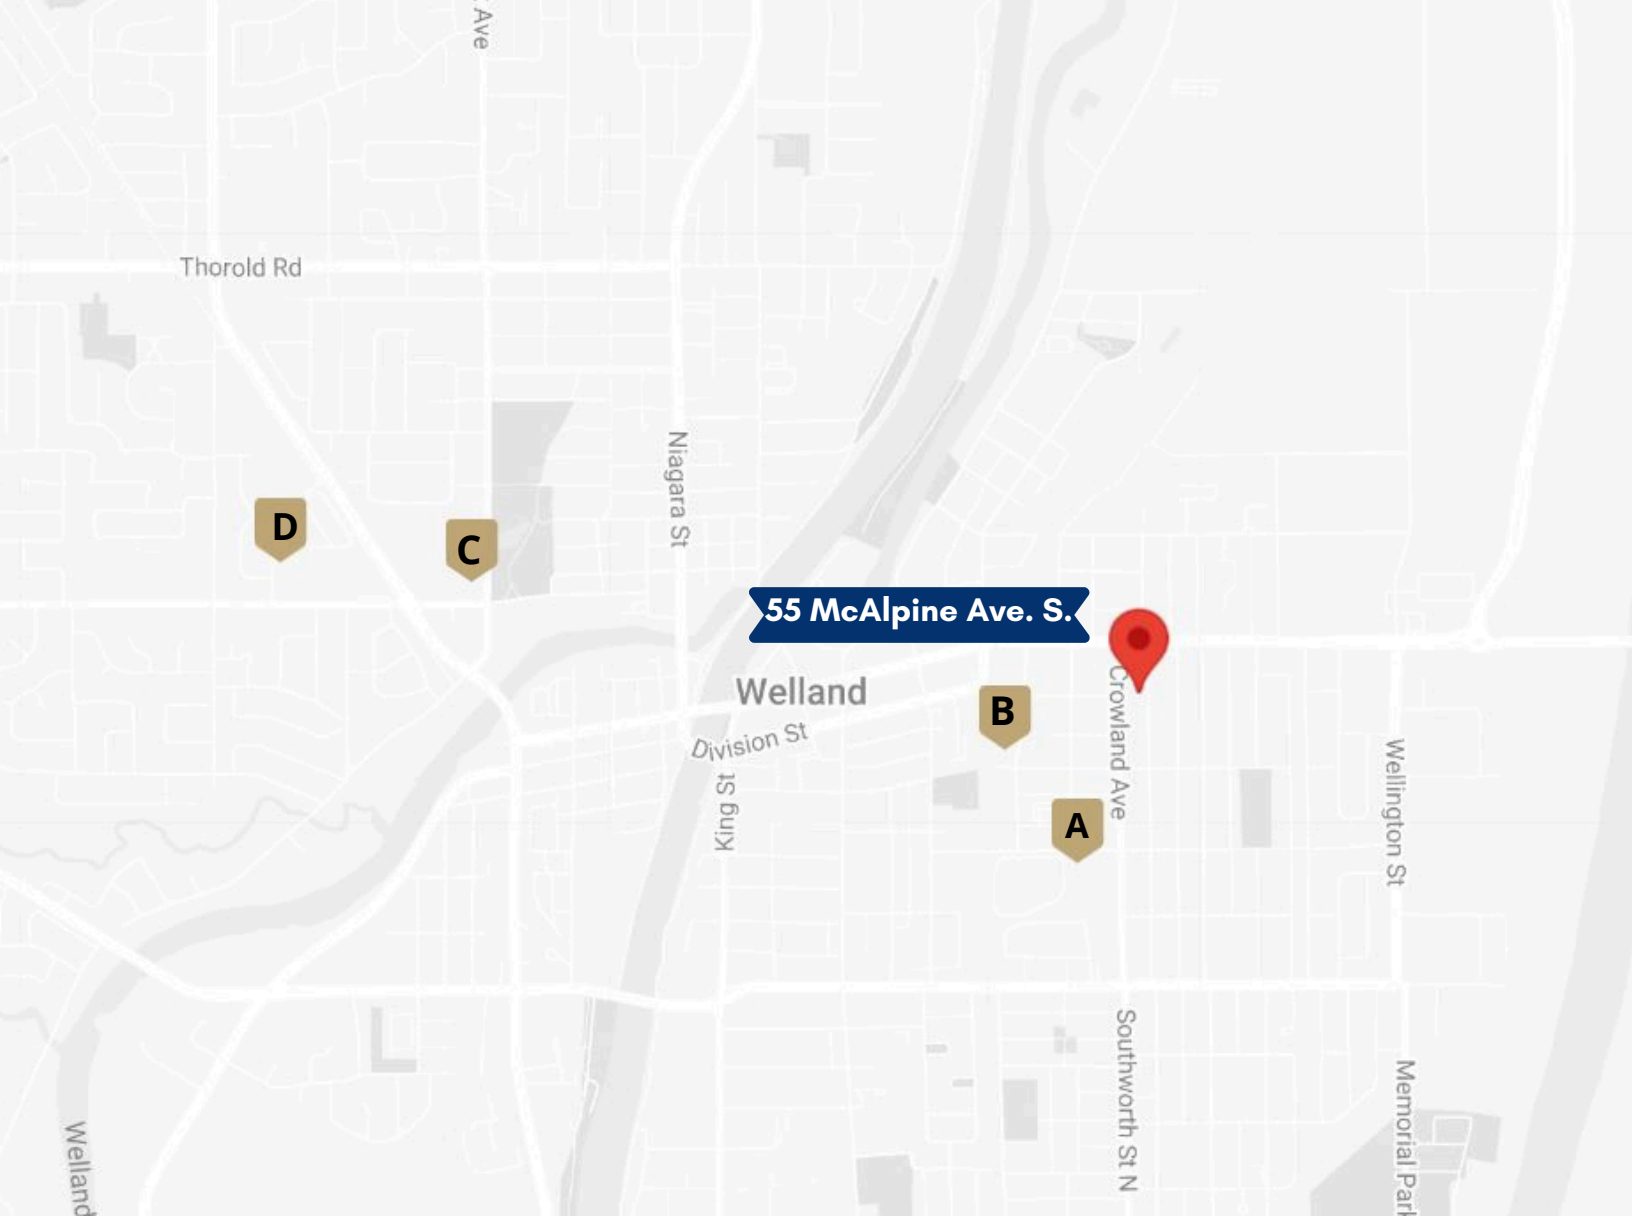 Ave
Thorold Rd
Niagara St
D
C
55 McAlpine Ave. S.
Welland
Division St
B
Crowland Ave
King St
A
Wellington St
Southworth St N
Memorial Park
Welland